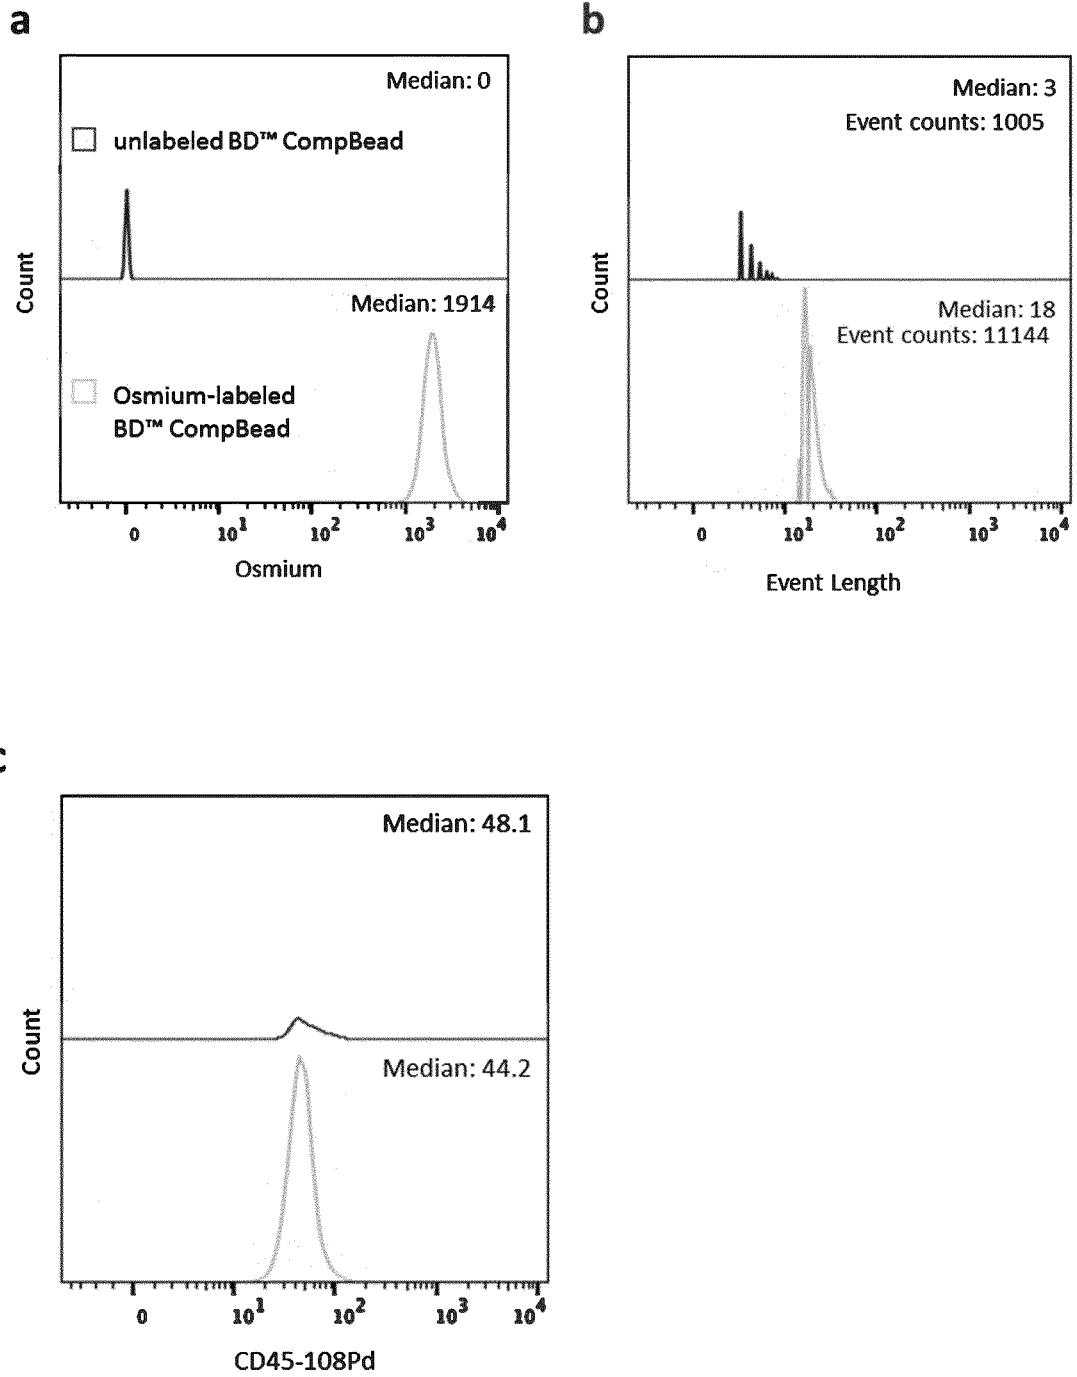 a
Median: 0
unlabeled BD™ CompBead
Count
Median: 1914
Osmium-labeled
BD™ CompBead
0 10¹ 10² 10³ 10⁴
Osmium
b
Median: 3
Event counts: 1005
Count
Median: 18
Event counts: 11144
0 10¹ 10² 10³ 10⁴
Event Length
c
Median: 48.1
Count
Median: 44.2
0 10¹ 10² 10³ 10⁴
CD45-108Pd